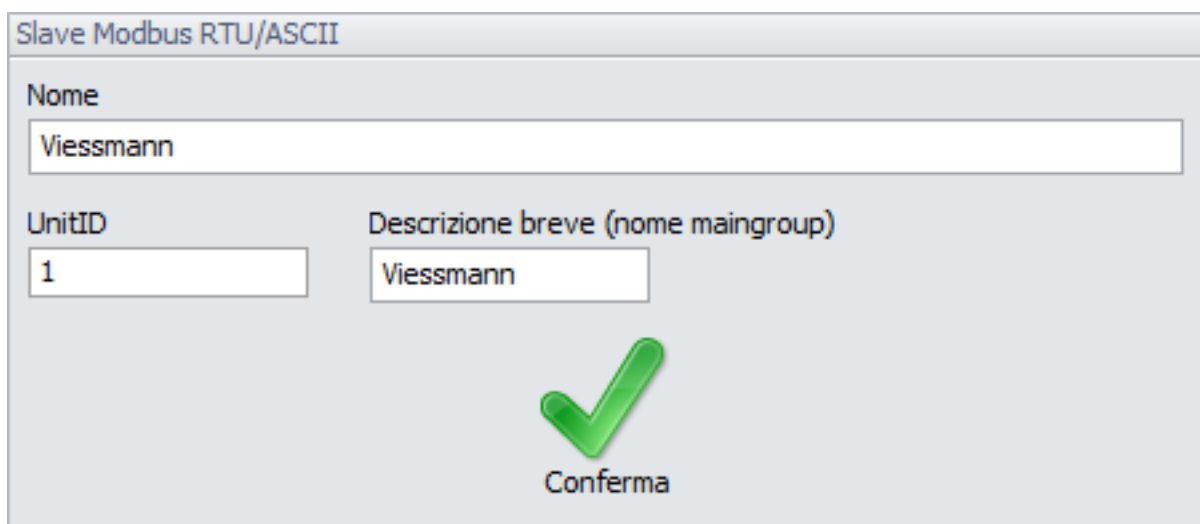 Slave Modbus RTU/ASCII
Nome
Viessmann
UnitID
Descrizione breve (nome maingroup)
1
Viessmann
Conferma